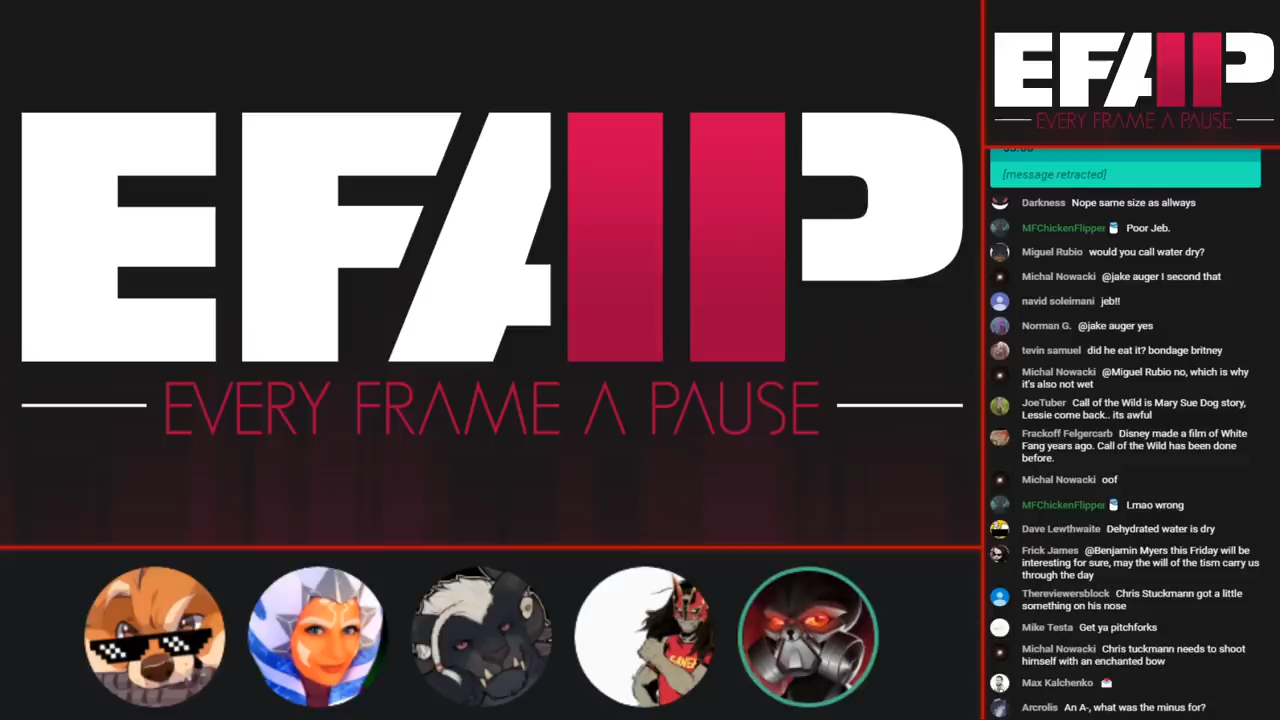 EFAP
EVERY FRAME A PAUSE
EFAP
EVERY FRAME A PAUSE
[message retracted]
Darkness Nope same size as allways
MFChickenFlipper Poor Jeb.
Miguel Rubio would you call water dry?
Michal Nowacki @jake auger I second that
navid soleimani jeb!!
Norman G. @jake auger yes
tevin samuel did he eat it? bondage britney
Michal Nowacki @Miguel Rubio no, which is why
it's also not wet
JoeTuber Call of the Wild is Mary Sue Dog story,
Lessie come back.. its awful
Frackoff Felgercarb Disney made a film of White
Fang years ago. Call of the Wild has been done
before.
Michal Nowacki oof
MFChickenFlipper Lmao wrong
Dave Lewthwaite Dehydrated water is dry
Frick James @Benjamin Myers this Friday will be
interesting for sure, may the will of the tism carry us
through the day
Thereviewersblock Chris Stuckmann got a little
something on his nose
Mike Testa Get ya pitchforks
Michal Nowacki Chris tuckmann needs to shoot
himself with an enchanted bow
Max Kalchenko
Arcrolis An A-, what was the minus for?